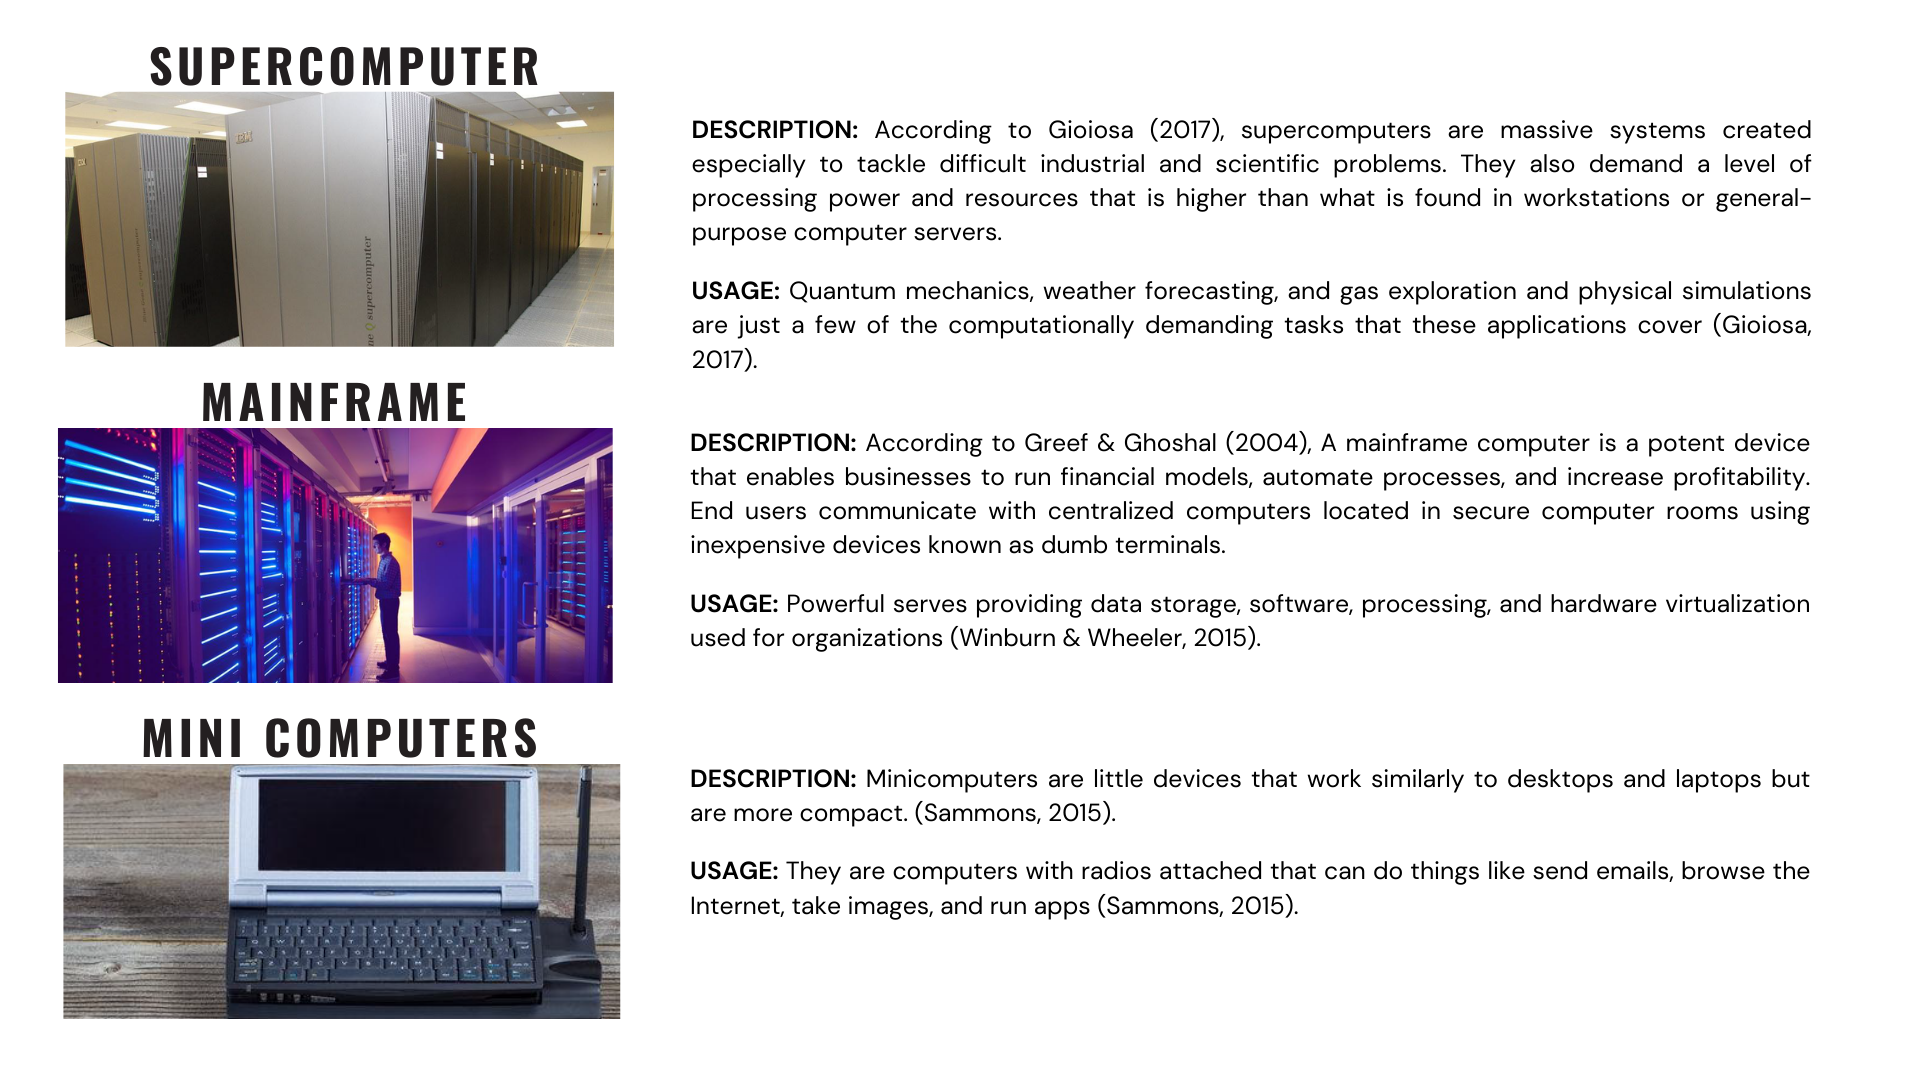 SUPERCOMPUTER
IBM
IBM
ue Q supercomputer
DESCRIPTION: According to Gioiosa (2017), supercomputers are massive systems created
especially to tackle difficult industrial and scientific problems. They also demand a level of
processing power and resources that is higher than what is found in workstations or general-
purpose computer servers.
USAGE: Quantum mechanics, weather forecasting, and gas exploration and physical simulations
are just a few of the computationally demanding tasks that these applications cover (Gioiosa,
2017).
MAINFRAME
DESCRIPTION: According to Greef & Ghoshal (2004), A mainframe computer is a potent device
that enables businesses to run financial models, automate processes, and increase profitability.
End users communicate with centralized computers located in secure computer rooms using
inexpensive devices known as dumb terminals.
USAGE: Powerful serves providing data storage, software, processing, and hardware virtualization
used for organizations (Winburn & Wheeler, 2015).
MINI COMPUTERS
DESCRIPTION: Minicomputers are little devices that work similarly to desktops and laptops but
are more compact. (Sammons, 2015).
USAGE: They are computers with radios attached that can do things like send emails, browse the
Internet, take images, and run apps (Sammons, 2015).